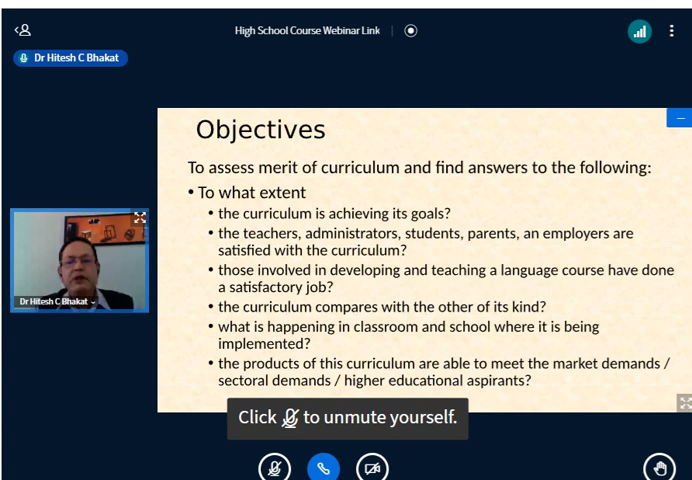 High School Course Webinar Link
Dr Hitesh C Bhakat
Objectives
To assess merit of curriculum and find answers to the following:
• To what extent
• the curriculum is achieving its goals?
• the teachers, administrators, students, parents, an employers are
satisfied with the curriculum?
• those involved in developing and teaching a language course have done
a satisfactory job?
• the curriculum compares with the other of its kind?
• what is happening in classroom and school where it is being
implemented?
• the products of this curriculum are able to meet the market demands /
sectoral demands / higher educational aspirants?
Dr Hitesh C Bhakat
Click to unmute yourself.